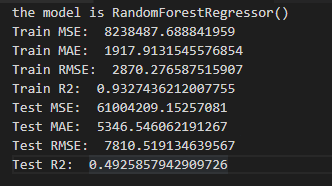 the model is RandomForestRegressor()
Train MSE:  8238487.688841959
Train MAE:  1917.9131545576854
Train RMSE:  2870.276587515907
Train R2:  0.9327436212007755
Test MSE:  61004209.15257081
Test MAE:  5346.546062191267
Test RMSE:  7810.519134639567
Test R2:  0.4925857942909726